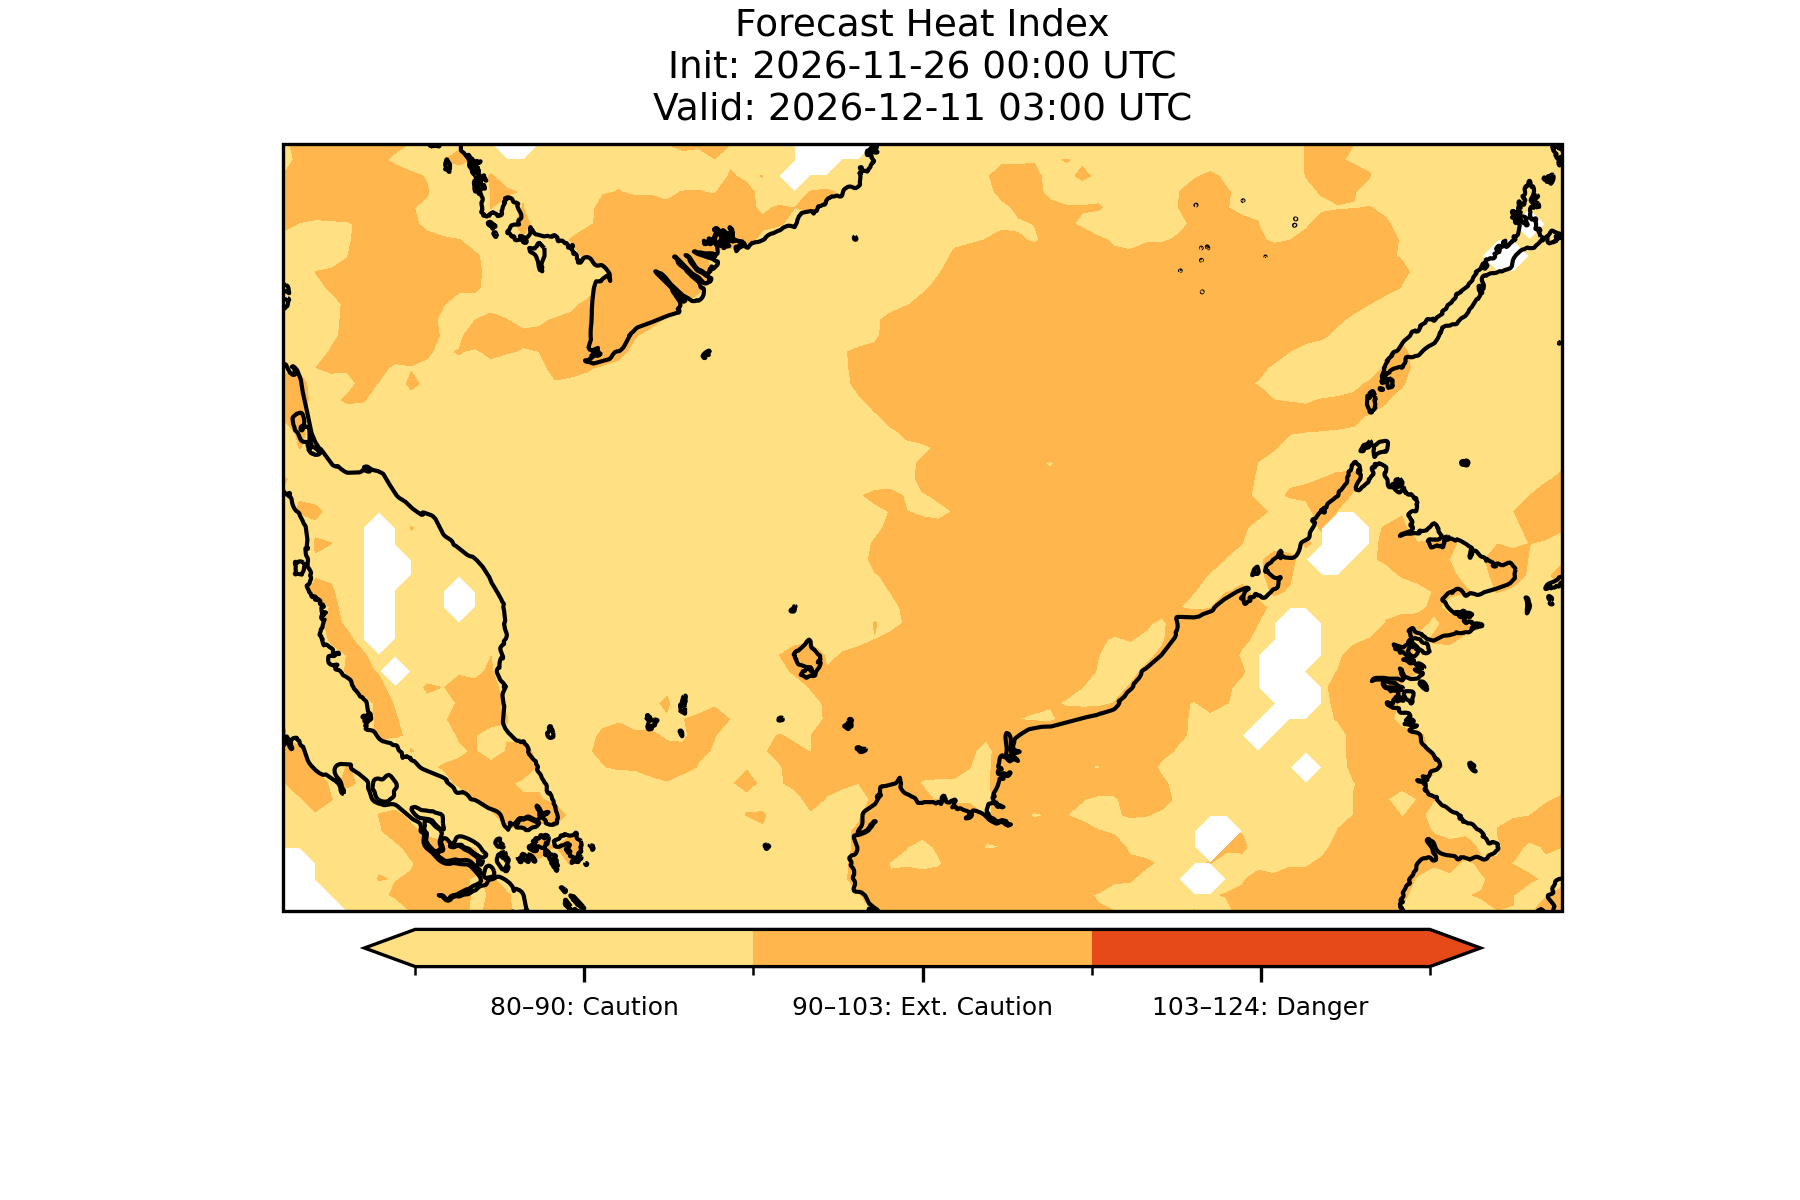 Forecast Heat Index
Init: 2026-11-26 00:00 UTC
Valid: 2026-12-11 03:00 UTC
80–90: Caution
90–103: Ext. Caution
103–124: Danger